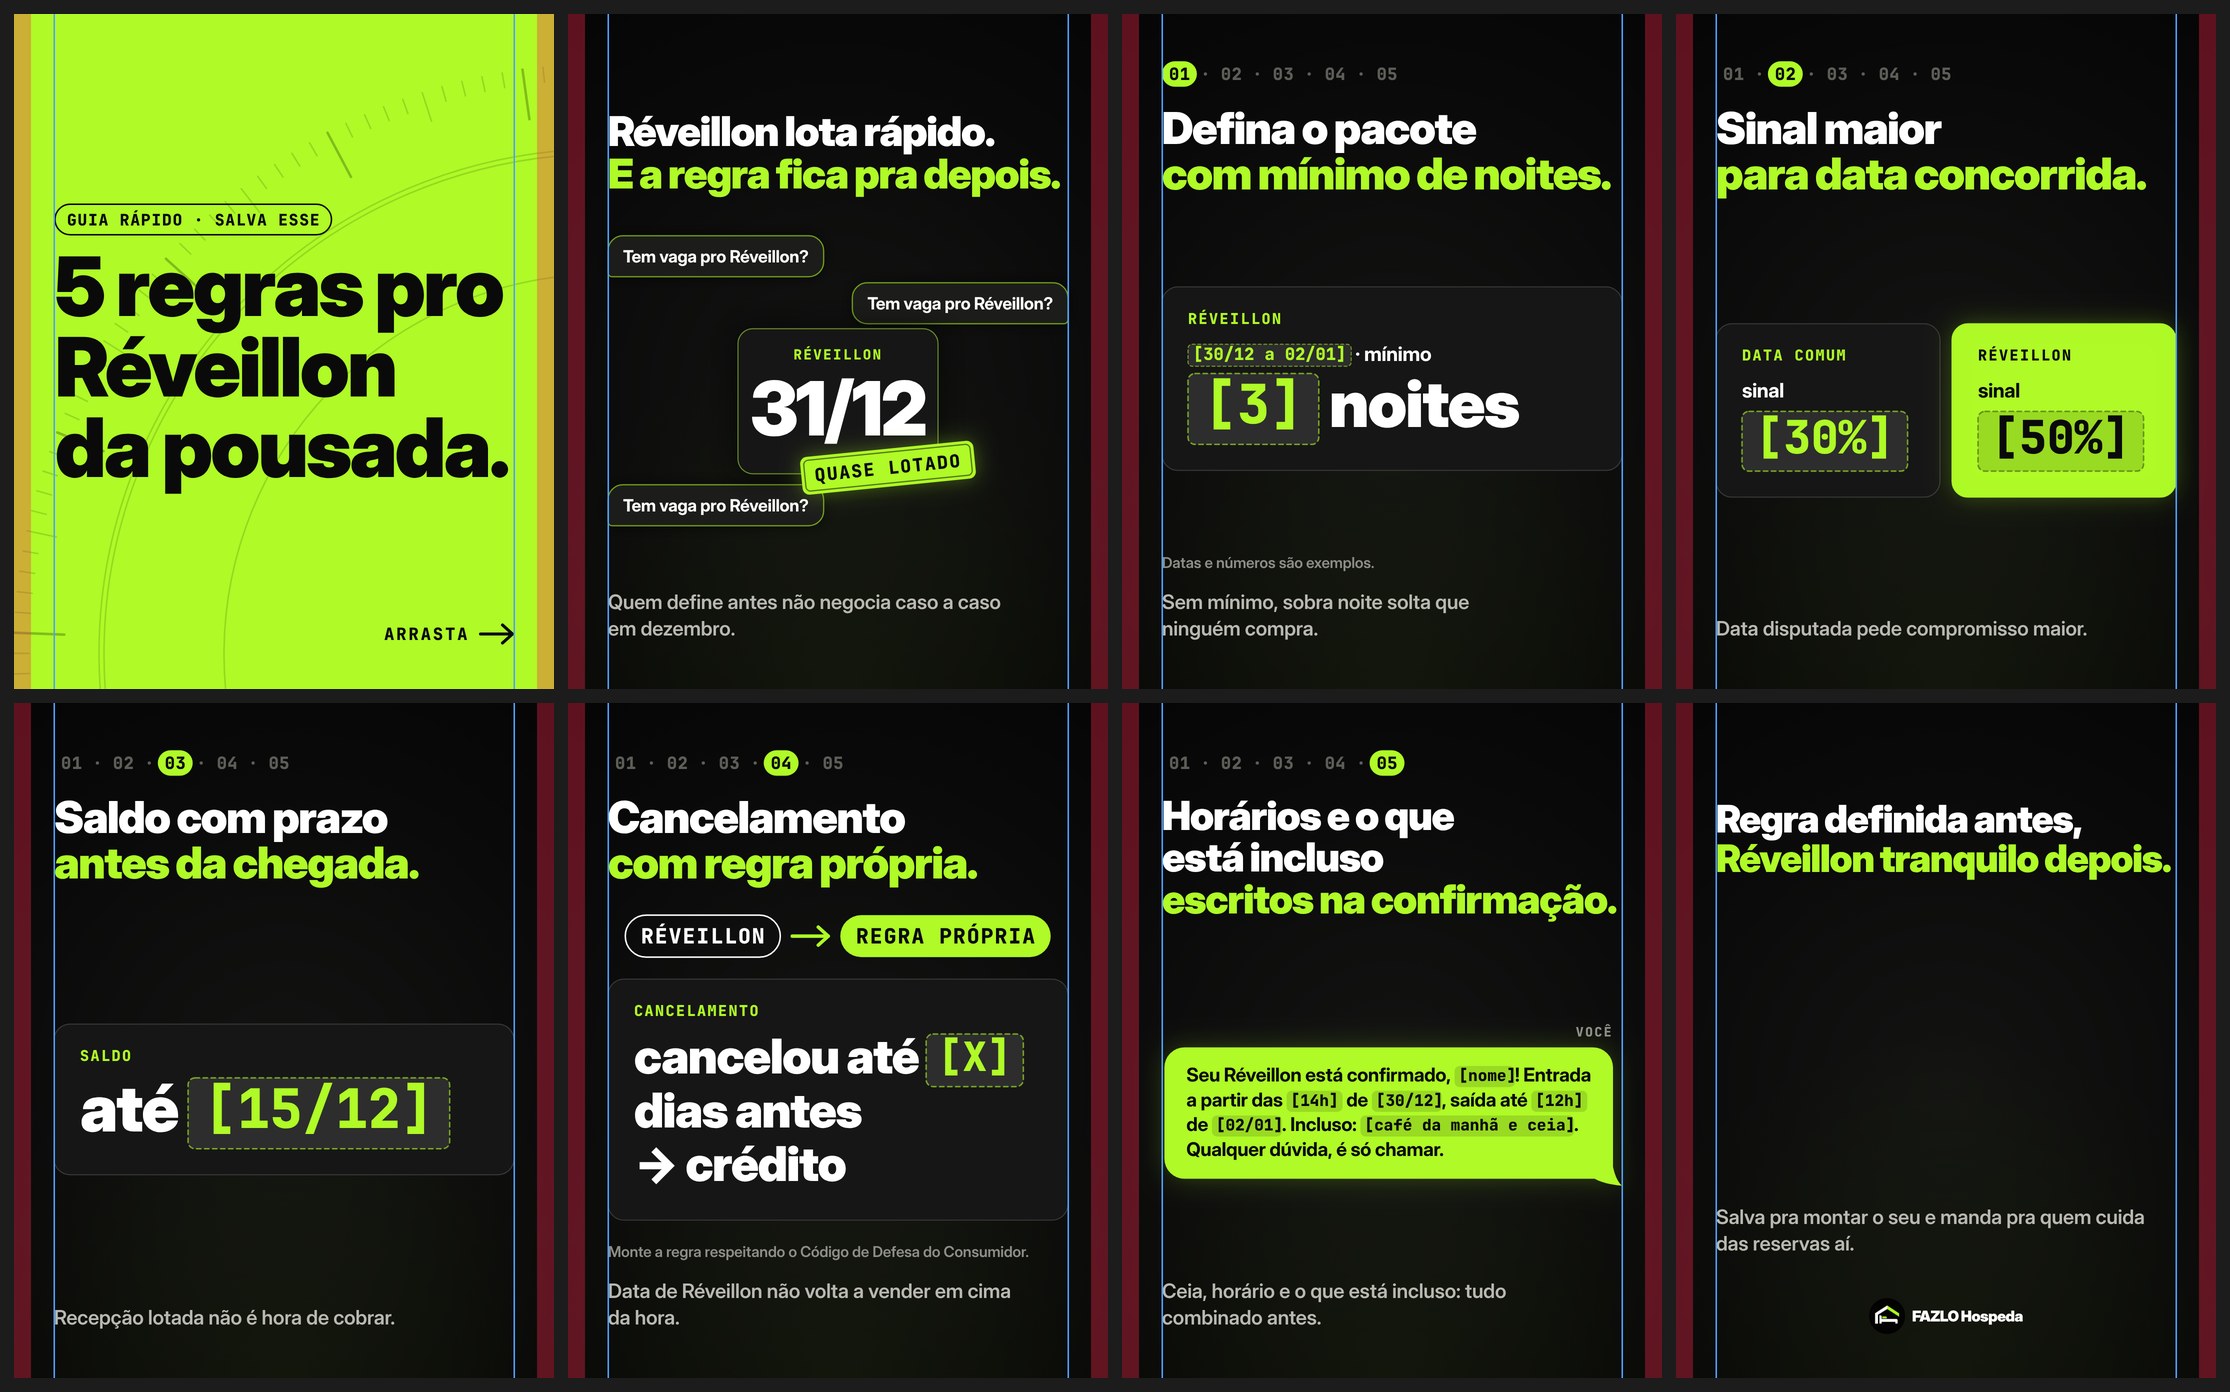 GUIA RÁPIDO · SALVA ESSE
5 regras pro
Réveillon
da pousada.
ARRASTA →
Réveillon lota rápido.
E a regra fica pra depois.
Tem vaga pro Réveillon?
Tem vaga pro Réveillon?
RÉVEILLON
31/12
QUASE LOTADO
Tem vaga pro Réveillon?
Quem define antes não negocia caso a caso
em dezembro.
01 · 02 · 03 · 04 · 05
Defina o pacote
com mínimo de noites.
RÉVEILLON
[30/12 a 02/01] · mínimo
[3] noites
Datas e números são exemplos.
Sem mínimo, sobra noite solta que
ninguém compra.
01 · 02 · 03 · 04 · 05
Sinal maior
para data concorrida.
DATA COMUM
sinal
[30%]
RÉVEILLON
sinal
[50%]
Data disputada pede compromisso maior.
01 · 02 · 03 · 04 · 05
Saldo com prazo
antes da chegada.
SALDO
até [15/12]
Recepção lotada não é hora de cobrar.
01 · 02 · 03 · 04 · 05
Cancelamento
com regra própria.
RÉVEILLON → REGRA PRÓPRIA
CANCELAMENTO
cancelou até [X]
dias antes
→ crédito
Monte a regra respeitando o Código de Defesa do Consumidor.
Data de Réveillon não volta a vender em cima
da hora.
01 · 02 · 03 · 04 · 05
Horários e o que
está incluso
escritos na confirmação.
VOCÊ
Seu Réveillon está confirmado, [nome]! Entrada
a partir das [14h] de [30/12], saída até [12h]
de [02/01]. Incluso: [café da manhã e ceia].
Qualquer dúvida, é só chamar.
Ceia, horário e o que está incluso: tudo
combinado antes.
Regra definida antes,
Réveillon tranquilo depois.
Salva pra montar o seu e manda pra quem cuida
das reservas aí.
FAZLO Hospeda